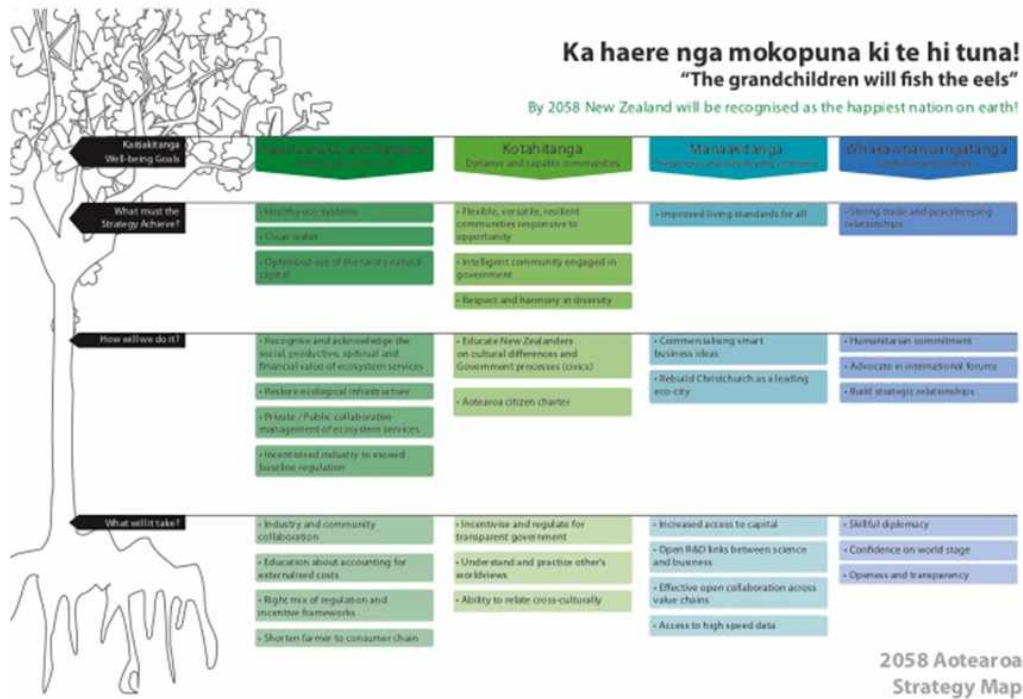 Ka haere nga mokopuna ki te hi tuna!
“The grandchildren will fish the eels”
By 2058 New Zealand will be recognised as the happiest nation on earth!
Kaitiakitanga
Well-being Goals
Kotahitanga
Dynamic and capable communities
Manaakitanga
Whakawhanaungatanga
What must the
Strategy Achieve?
• Healthy eco-systems
• Clean water
• Optimised use of the land's natural
capital
• Flexible, versatile, resilient
communities responsive to
opportunity
• Intelligent community engaged in
government
• Respect and harmony in diversity
• Improved living standards for all
• Strong trade and peacekeeping
relationships
How will we do it?
• Recognise and acknowledge the
social, productive, spiritual and
financial value of ecosystem services
• Restore ecological infrastructure
• Private / Public collaborative
management of ecosystem services
• Incentivised industry to exceed
baseline regulation
• Educate New Zealanders
on cultural differences and
Government processes (civics)
• Aotearoa citizen charter
• Commercialising smart
business ideas
• Rebuild Christchurch as a leading
eco-city
• Humanitarian commitment
• Advocate in international forums
• Build strategic relationships
What will it take?
• Industry and community
collaboration
• Education about accounting for
externalised costs
• Right mix of regulation and
incentive frameworks
• Shorten farmer to consumer chain
• Incentivise and regulate for
transparent government
• Understand and practise other's
worldviews
• Ability to relate cross-culturally
• Increased access to capital
• Open R&D links between science
and business
• Effective open collaboration across
value chains
• Access to high speed data
• Skillful diplomacy
• Confidence on world stage
• Openess and transparency
2058 Aotearoa
Strategy Map